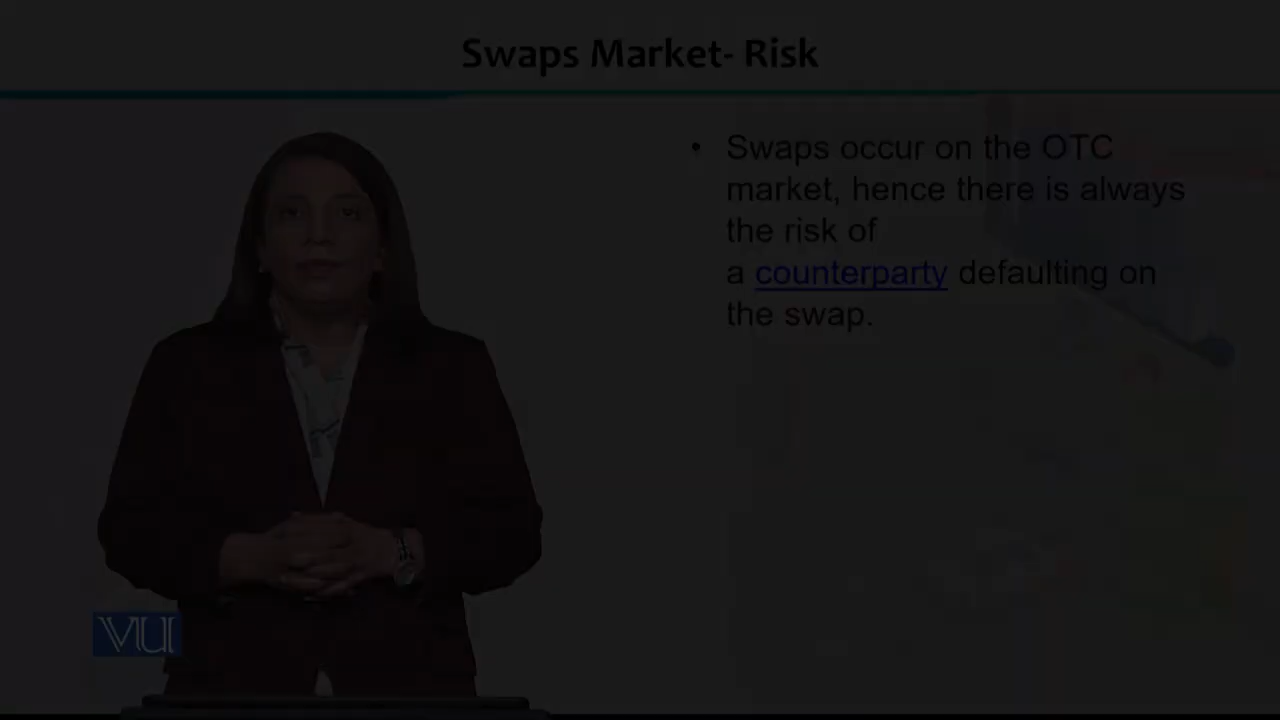 Swaps Market- Risk
• Swaps occur on the OTC
market, hence there is always
the risk of
a counterparty defaulting on
the swap.
VU